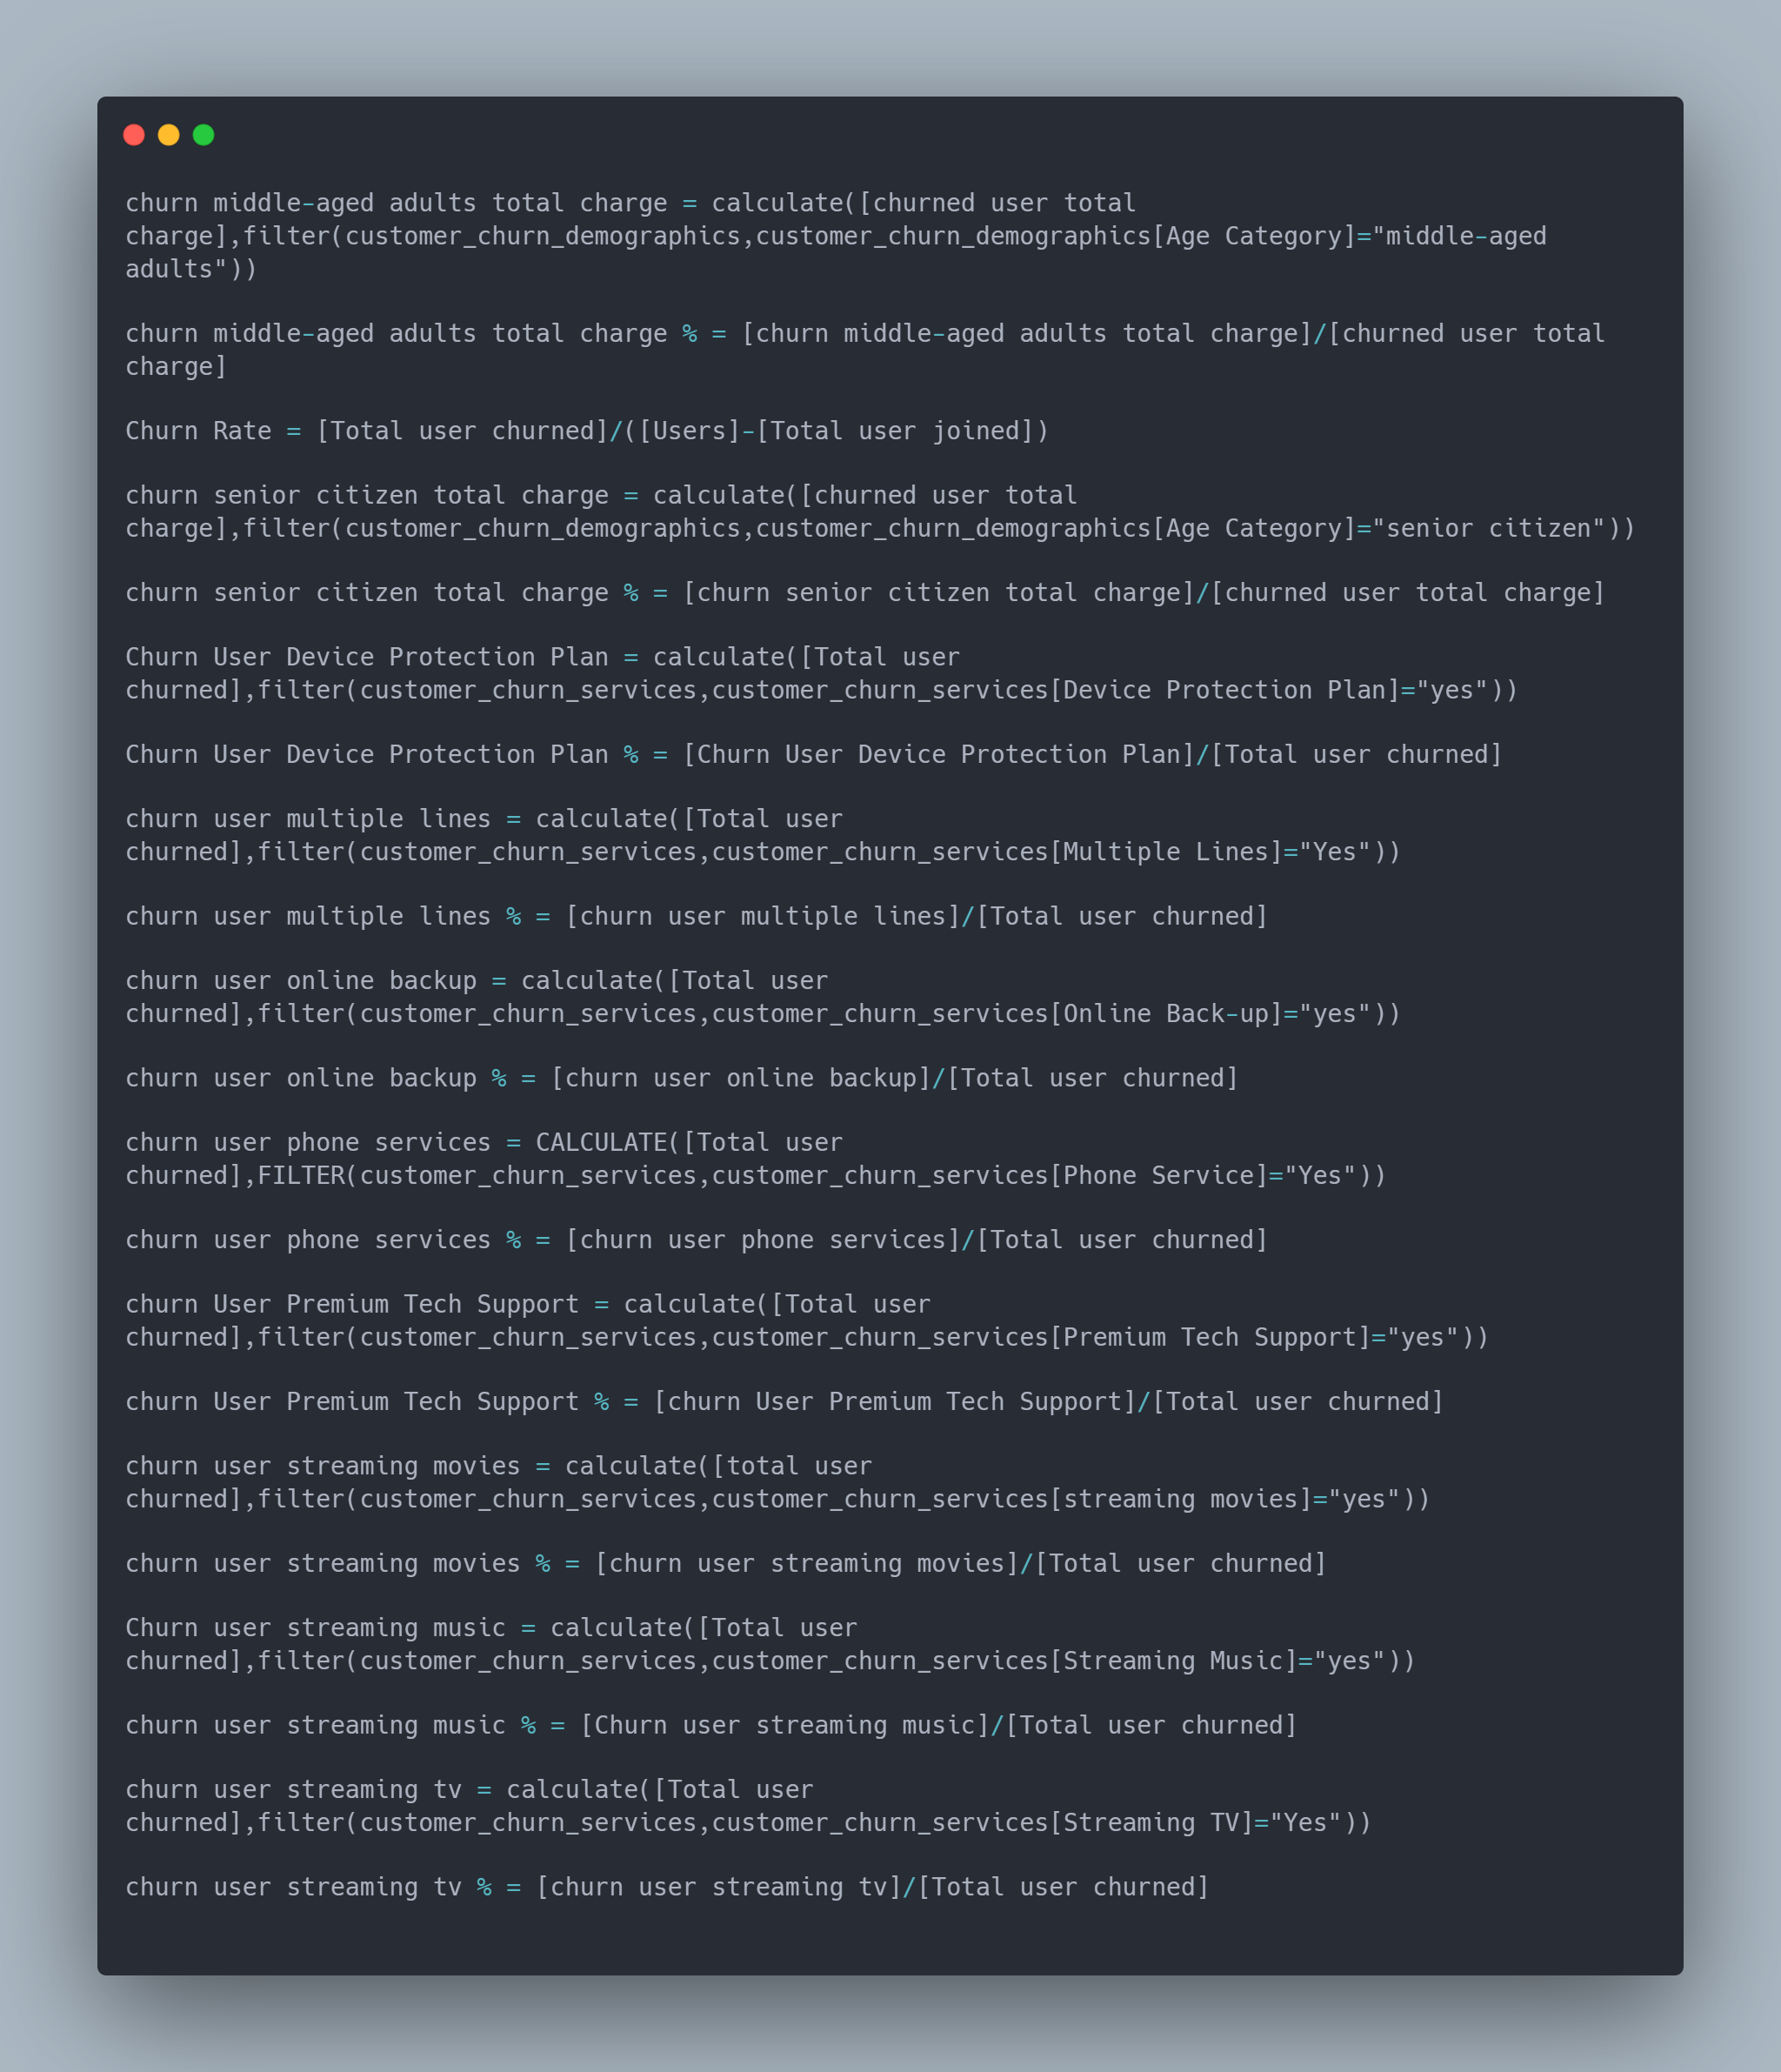 churn middle-aged adults total charge = calculate([churned user total
charge],filter(customer_churn_demographics,customer_churn_demographics[Age Category]="middle-aged
adults"))
churn middle-aged adults total charge % = [churn middle-aged adults total charge]/[churned user total
charge]
Churn Rate = [Total user churned]/([Users]-[Total user joined])
churn senior citizen total charge = calculate([churned user total
charge],filter(customer_churn_demographics,customer_churn_demographics[Age Category]="senior citizen"))
churn senior citizen total charge % = [churn senior citizen total charge]/[churned user total charge]
Churn User Device Protection Plan = calculate([Total user
churned],filter(customer_churn_services,customer_churn_services[Device Protection Plan]="yes"))
Churn User Device Protection Plan % = [Churn User Device Protection Plan]/[Total user churned]
churn user multiple lines = calculate([Total user
churned],filter(customer_churn_services,customer_churn_services[Multiple Lines]="Yes"))
churn user multiple lines % = [churn user multiple lines]/[Total user churned]
churn user online backup = calculate([Total user
churned],filter(customer_churn_services,customer_churn_services[Online Back-up]="yes"))
churn user online backup % = [churn user online backup]/[Total user churned]
churn user phone services = CALCULATE([Total user
churned],FILTER(customer_churn_services,customer_churn_services[Phone Service]="Yes"))
churn user phone services % = [churn user phone services]/[Total user churned]
churn User Premium Tech Support = calculate([Total user
churned],filter(customer_churn_services,customer_churn_services[Premium Tech Support]="yes"))
churn User Premium Tech Support % = [churn User Premium Tech Support]/[Total user churned]
churn user streaming movies = calculate([total user
churned],filter(customer_churn_services,customer_churn_services[streaming movies]="yes"))
churn user streaming movies % = [churn user streaming movies]/[Total user churned]
Churn user streaming music = calculate([Total user
churned],filter(customer_churn_services,customer_churn_services[Streaming Music]="yes"))
churn user streaming music % = [Churn user streaming music]/[Total user churned]
churn user streaming tv = calculate([Total user
churned],filter(customer_churn_services,customer_churn_services[Streaming TV]="Yes"))
churn user streaming tv % = [churn user streaming tv]/[Total user churned]